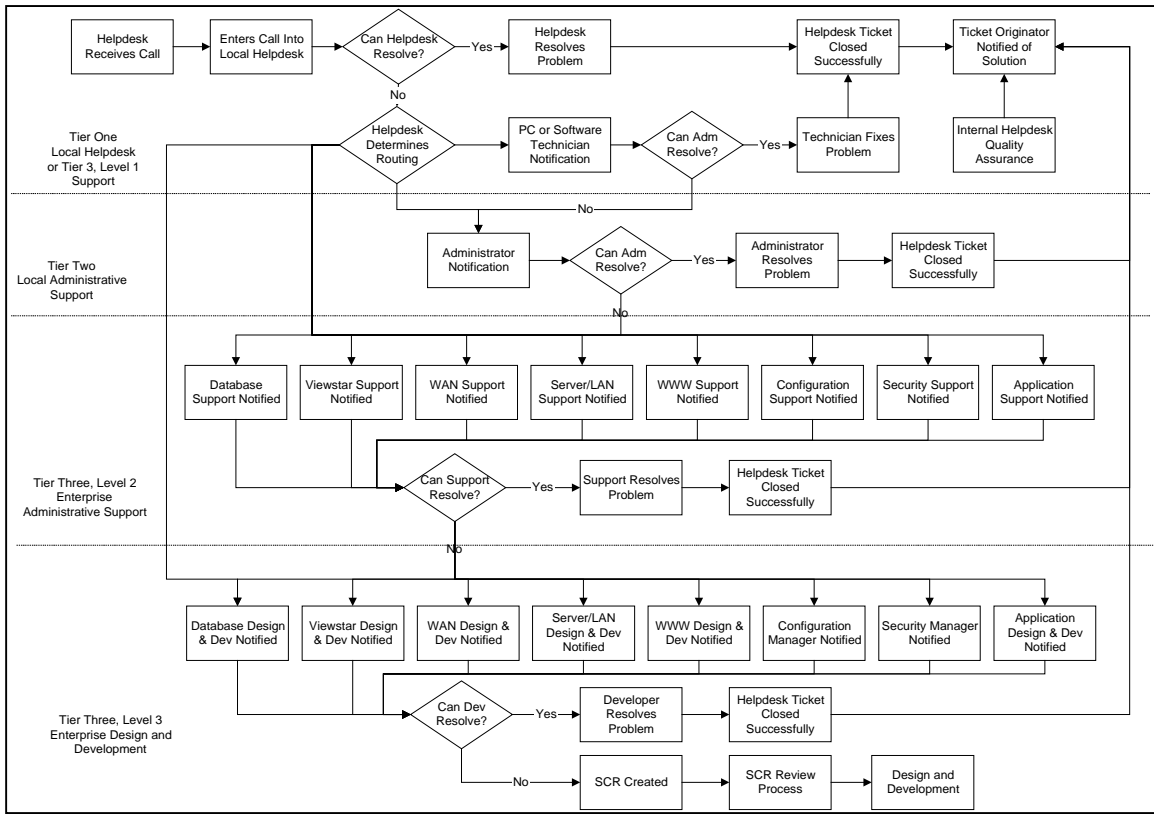 Helpdesk
Receives Call
Enters Call Into
Local Helpdesk
Can Helpdesk
Resolve?
Yes
Helpdesk
Resolves
Problem
Helpdesk Ticket
Closed
Successfully
Ticket Originator
Notified of
Solution
No
Tier One
Local Helpdesk
or Tier 3, Level 1
Support
Helpdesk
Determines
Routing
PC or Software
Technician
Notification
Can Adm
Resolve?
Yes
Technician Fixes
Problem
Internal Helpdesk
Quality
Assurance
No
Tier Two
Local Administrative
Support
Administrator
Notification
Can Adm
Resolve?
Yes
Administrator
Resolves
Problem
Helpdesk Ticket
Closed
Successfully
No
Database
Support Notified
Viewstar Support
Notified
WAN Support
Notified
Server/LAN
Support Notified
WWW Support
Notified
Configuration
Support Notified
Security Support
Notified
Application
Support Notified
Tier Three, Level 2
Enterprise
Administrative Support
Can Support
Resolve?
Yes
Support Resolves
Problem
Helpdesk Ticket
Closed
Successfully
No
Database Design
& Dev Notified
Viewstar Design
& Dev Notified
WAN Design &
Dev Notified
Server/LAN
Design & Dev
Notified
WWW Design &
Dev Notified
Configuration
Manager Notified
Security Manager
Notified
Application
Design & Dev
Notified
Tier Three, Level 3
Enterprise Design and
Development
Can Dev
Resolve?
Yes
Developer
Resolves
Problem
Helpdesk Ticket
Closed
Successfully
No
SCR Created
SCR Review
Process
Design and
Development